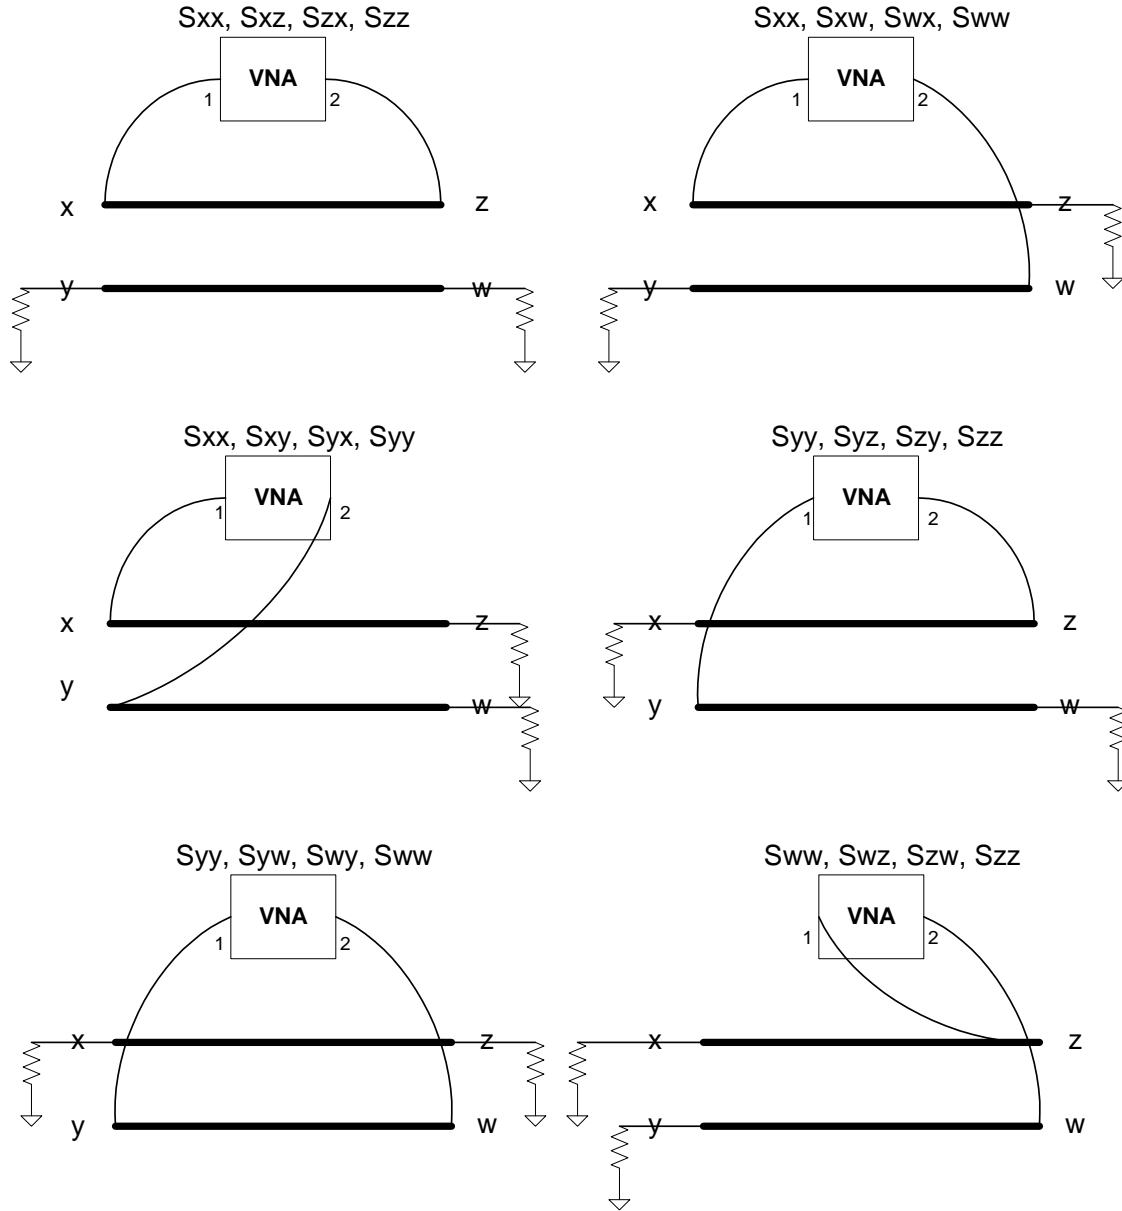 Sxx, Sxz, Szx, Szz
VNA
1
2
x
z
y
w
Sxx, Sxw, Swx, Sww
VNA
1
2
x
z
y
w
Sxx, Sxy, Syx, Syy
VNA
1
2
x
z
y
w
Syy, Syz, Szy, Szz
VNA
1
2
x
z
y
w
Syy, Syw, Swy, Sww
VNA
1
2
x
z
y
w
Sww, Swz, Szw, Szz
VNA
1
2
x
z
y
w